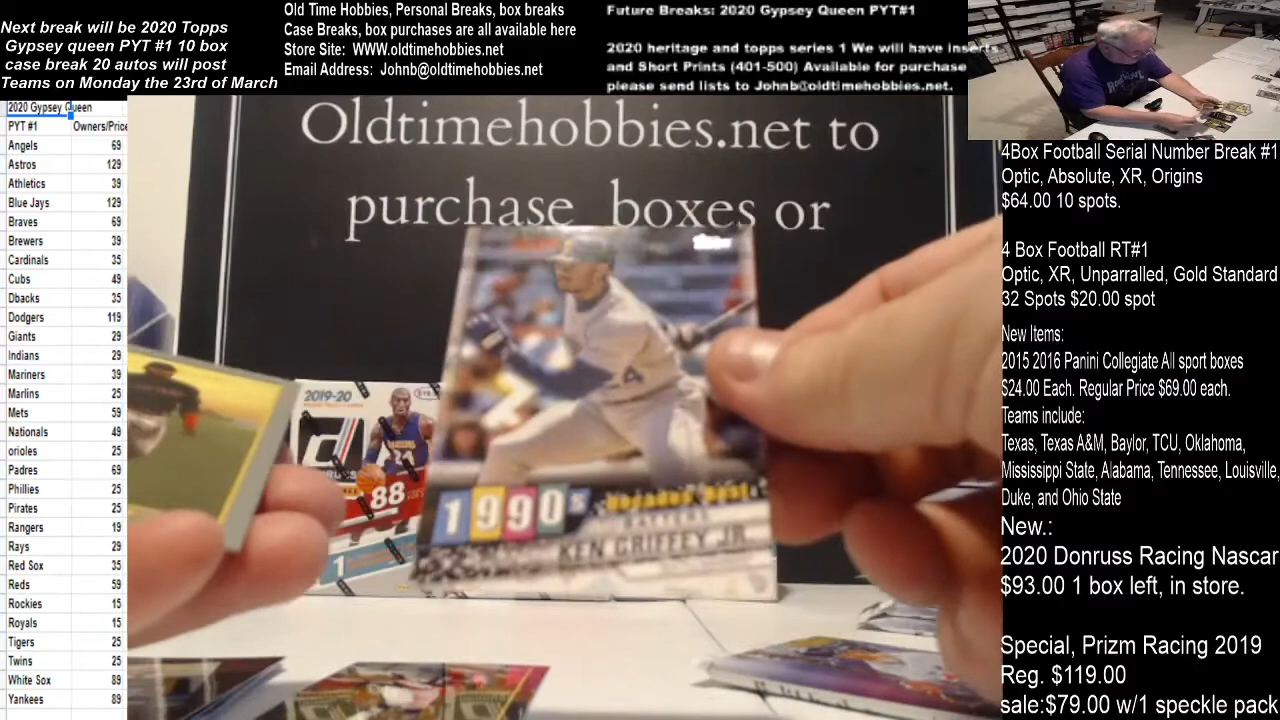 Next break will be 2020 Topps
Gypsey queen PYT #1 10 box
case break 20 autos will post
Teams on Monday the 23rd of March
Old Time Hobbies, Personal Breaks, box breaks
Case Breaks, box purchases are all available here
Store Site:  WWW.oldtimehobbies.net
Email Address:  Johnb@oldtimehobbies.net
Future Breaks: 2020 Gypsey Queen PYT#1
2020 heritage and topps series 1 We will have inserts
and Short Prints (401-500) Available for purchase
please send lists to Johnb@oldtimehobbies.net.
2020 Gypsey Queen
PYT #1 Owners/Price
Angels 69
Astros 129
Athletics 39
Blue Jays 129
Braves 69
Brewers 39
Cardinals 35
Cubs 49
Dbacks 35
Dodgers 119
Giants 29
Indians 29
Mariners 39
Marlins 25
Mets 59
Nationals 49
orioles 25
Padres 69
Phillies 25
Pirates 25
Rangers 19
Rays 29
Red Sox 35
Reds 59
Rockies 15
Royals 15
Tigers 25
Twins 25
White Sox 89
Yankees 89
Oldtimehobbies.net to
purchase boxes or
Topps
24
1990s
KEN GRIFFEY JR.
2019-20
24
88
1
4Box Football Serial Number Break #1
Optic, Absolute, XR, Origins
$64.00 10 spots.
4 Box Football RT#1
Optic, XR, Unparralled, Gold Standard
32 Spots $20.00 spot
New Items:
2015 2016 Panini Collegiate All sport boxes
$24.00 Each. Regular Price $69.00 each.
Teams include:
Texas, Texas A&M, Baylor, TCU, Oklahoma,
Mississippi State, Alabama, Tennessee, Louisville,
Duke, and Ohio State
New.:
2020 Donruss Racing Nascar
$93.00 1 box left, in store.
Special, Prizm Racing 2019
Reg. $119.00
sale:$79.00 w/1 speckle pack